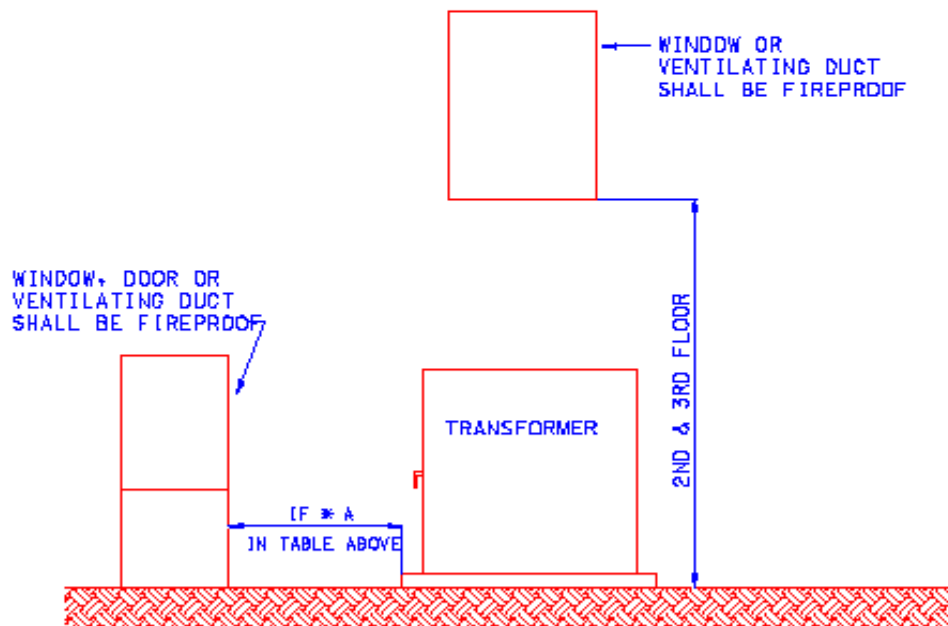 WINDOW OR
VENTILATING DUCT
SHALL BE FIREPROOF
WINDOW, DOOR OR
VENTILATING DUCT
SHALL BE FIREPROOF
2ND & 3RD FLOOR
TRANSFORMER
IF * A
IN TABLE ABOVE